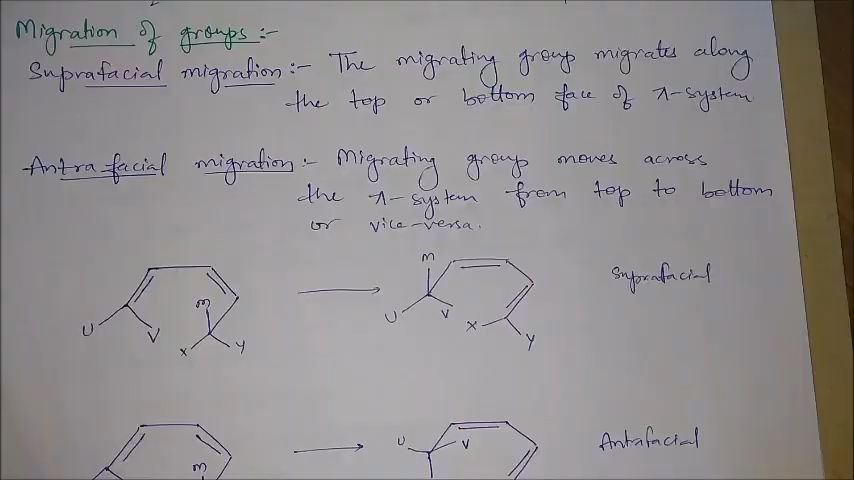 Migration of groups :-
Suprafacial migration :- The migrating group migrates along
the top or bottom face of π-system
Antrafacial migration :- Migrating group moves across
the π-system from top to bottom
or vice-versa.
U V m X Y
m U V X Y
Suprafacial
m
U V
Antafacial